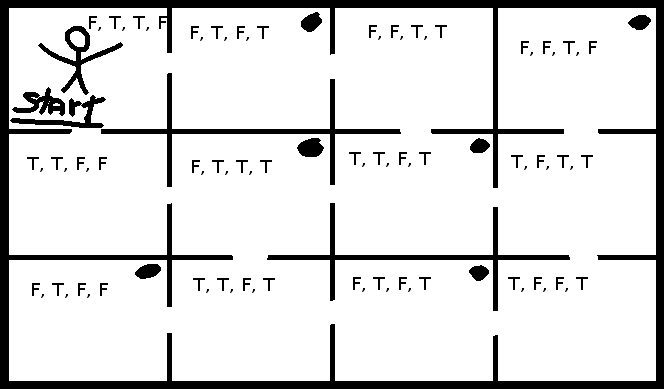 F, T, T, F
F, T, F, T
F, F, T, T
F, F, T, F
Start
T, T, F, F
F, T, T, T
T, T, F, T
T, F, T, T
F, T, F, F
T, T, F, T
F, T, F, T
T, F, F, T